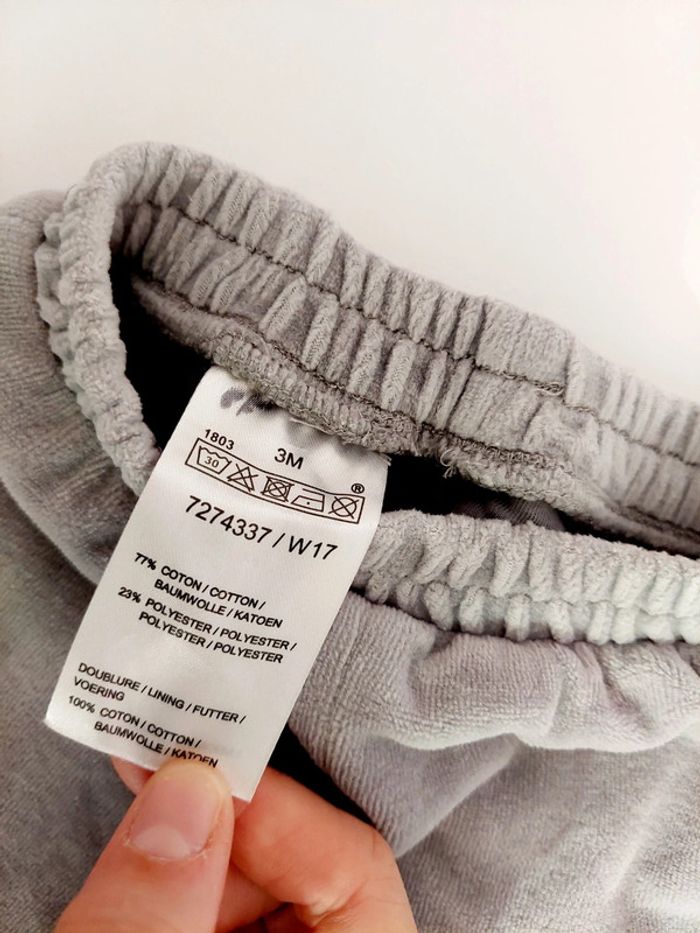 1803
3M
30
®
7274337 / W17
77% COTON / COTTON /
BAUMWOLLE / KATOEN
23% POLYESTER / POLYESTER /
POLYESTER / POLYESTER
DOUBLURE / LINING / FUTTER /
VOERING
100% COTON / COTTON /
BAUMWOLLE / KATOEN